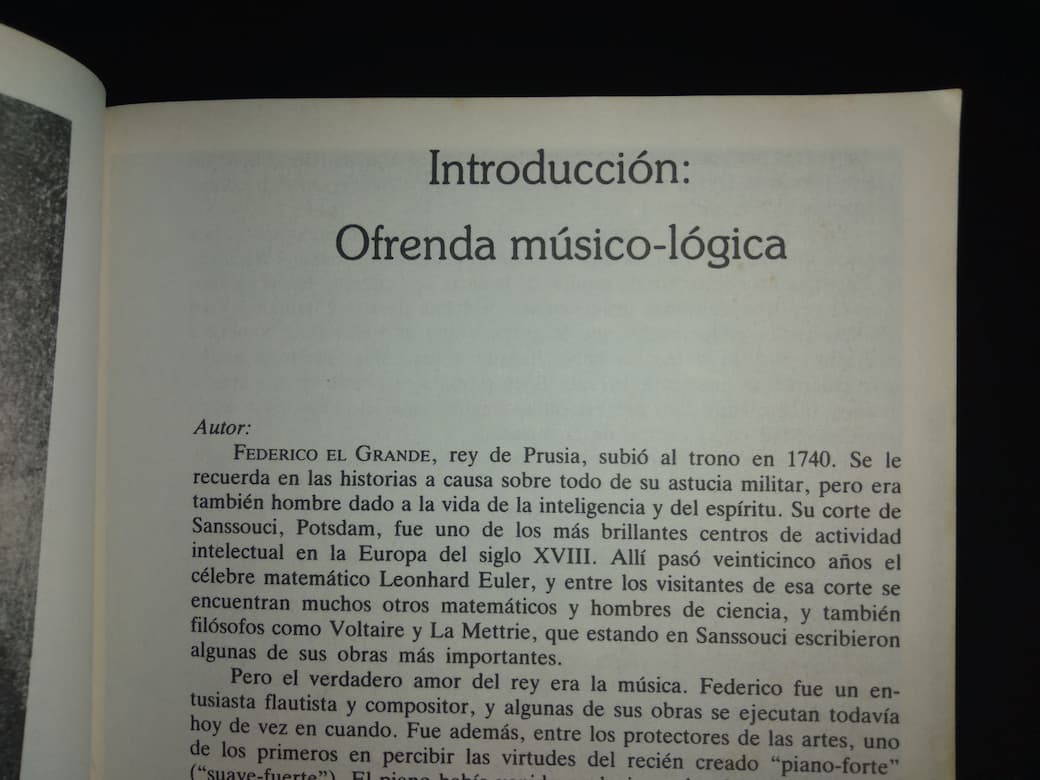 Introducción:
Ofrenda músico-lógica
Autor:
FEDERICO EL GRANDE, rey de Prusia, subió al trono en 1740. Se le
recuerda en las historias a causa sobre todo de su astucia militar, pero era
también hombre dado a la vida de la inteligencia y del espíritu. Su corte de
Sanssouci, Potsdam, fue uno de los más brillantes centros de actividad
intelectual en la Europa del siglo XVIII. Allí pasó veinticinco años el
célebre matemático Leonhard Euler, y entre los visitantes de esa corte se
encuentran muchos otros matemáticos y hombres de ciencia, y también
filósofos como Voltaire y La Mettrie, que estando en Sanssouci escribieron
algunas de sus obras más importantes.
Pero el verdadero amor del rey era la música. Federico fue un en-
tusiasta flautista y compositor, y algunas de sus obras se ejecutan todavía
hoy de vez en cuando. Fue además, entre los protectores de las artes, uno
de los primeros en percibir las virtudes del recién creado “piano-forte”
(“suave-fuerte”). El piano había